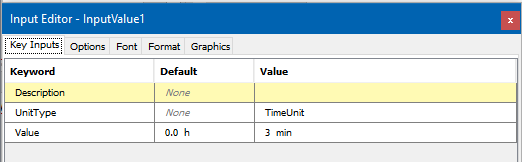 Input Editor - InputValue1
x
Key Inputs Options Font Format Graphics
Keyword Default Value
Description None
UnitType None TimeUnit
Value 0.0 h 3 min